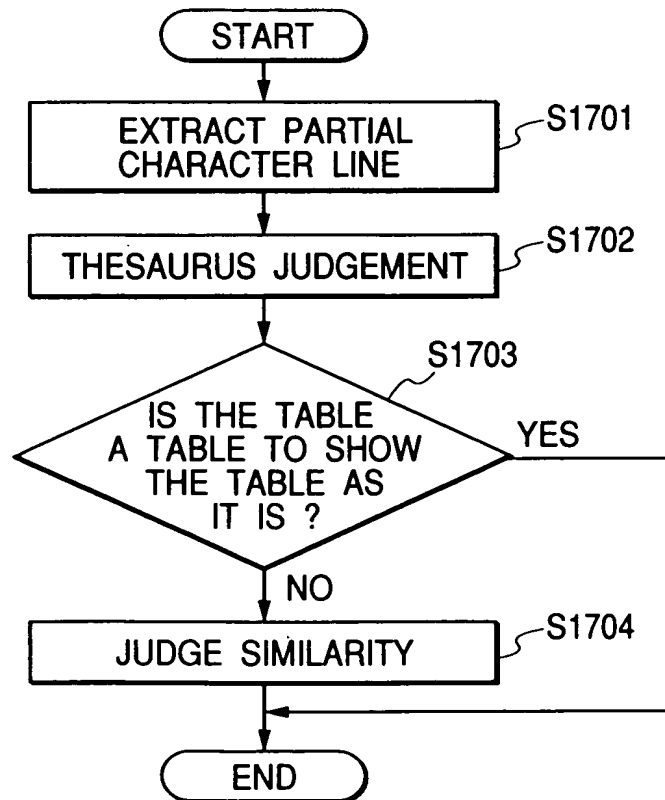 START
EXTRACT PARTIAL
CHARACTER LINE
S1701
THESAURUS JUDGEMENT
S1702
S1703
IS THE TABLE
A TABLE TO SHOW
THE TABLE AS
IT IS ?
YES
NO
JUDGE SIMILARITY
S1704
END